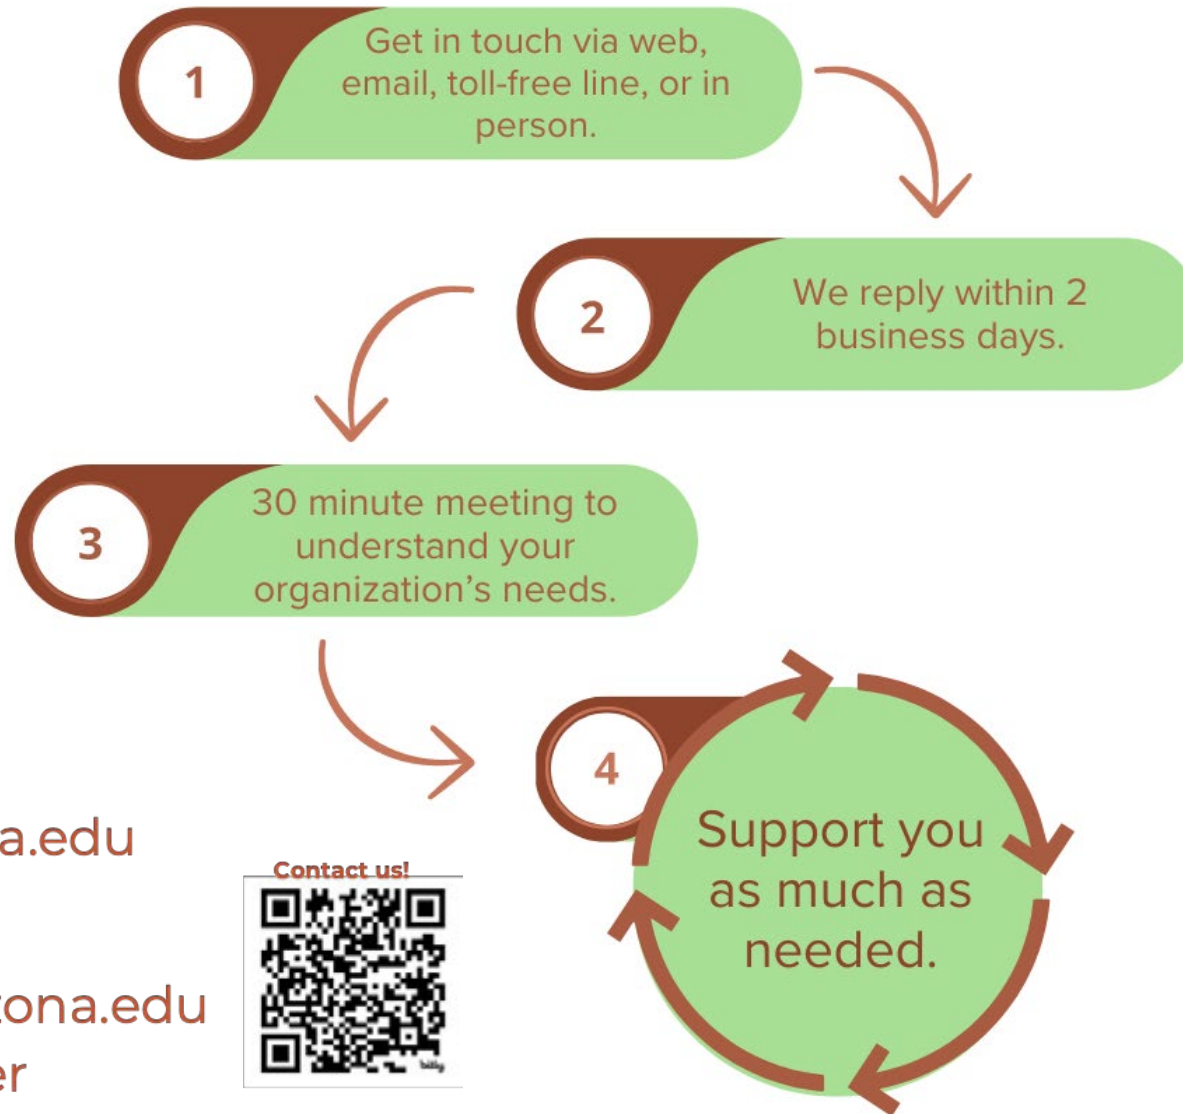 1
Get in touch via web,
email, toll-free line, or in
person.
2
We reply within 2
business days.
3
30 minute meeting to
understand your
organization’s needs.
4
Support you
as much as
needed.
a.edu
Contact us!
bitly
zona.edu
er